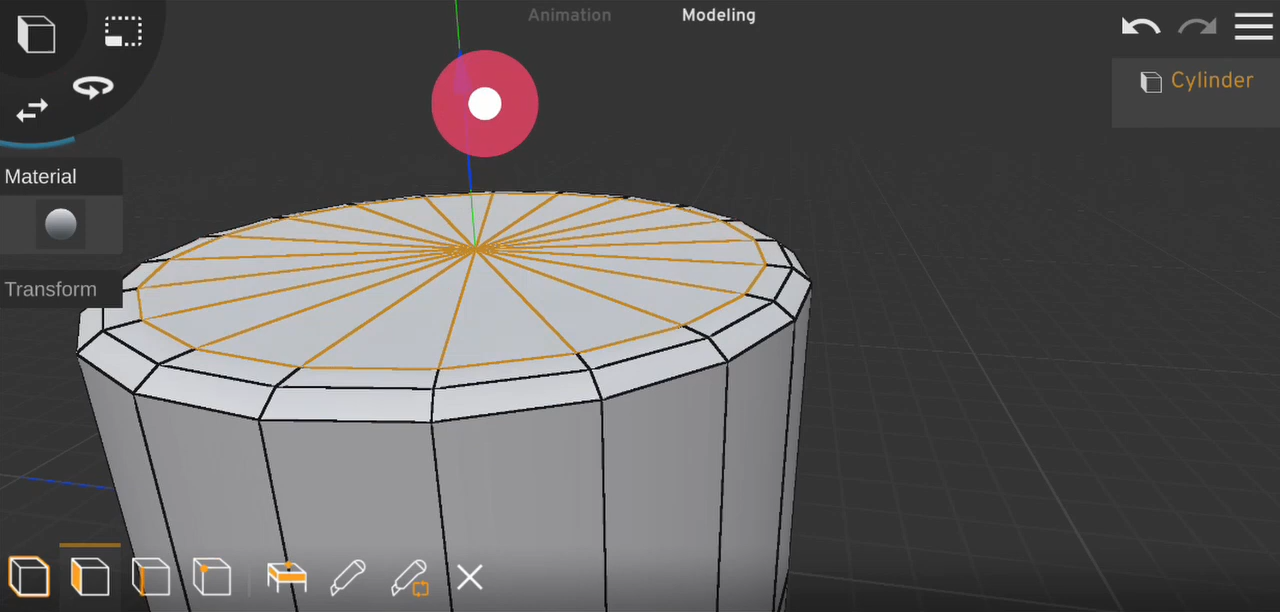 Animation
Modeling
Cylinder
Material
Transform